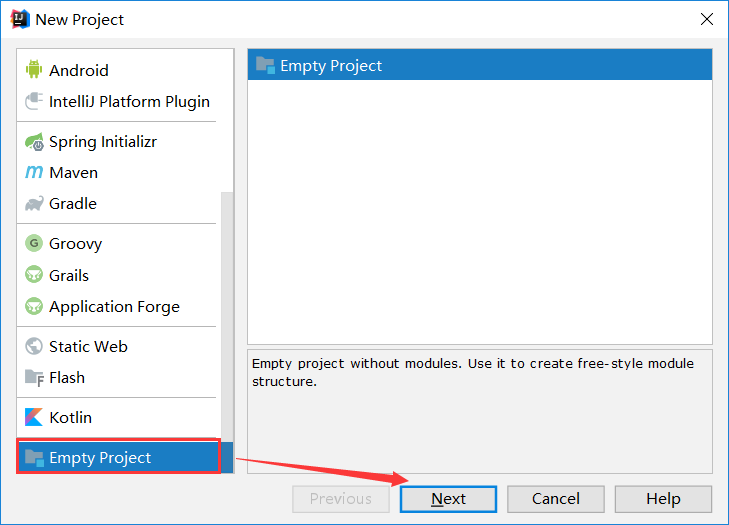 New Project
Android
IntelliJ Platform Plugin
Spring Initializr
Maven
Gradle
Groovy
Grails
Application Forge
Static Web
Flash
Kotlin
Empty Project
Empty Project
Empty project without modules. Use it to create free-style module
structure.
Previous
Next
Cancel
Help